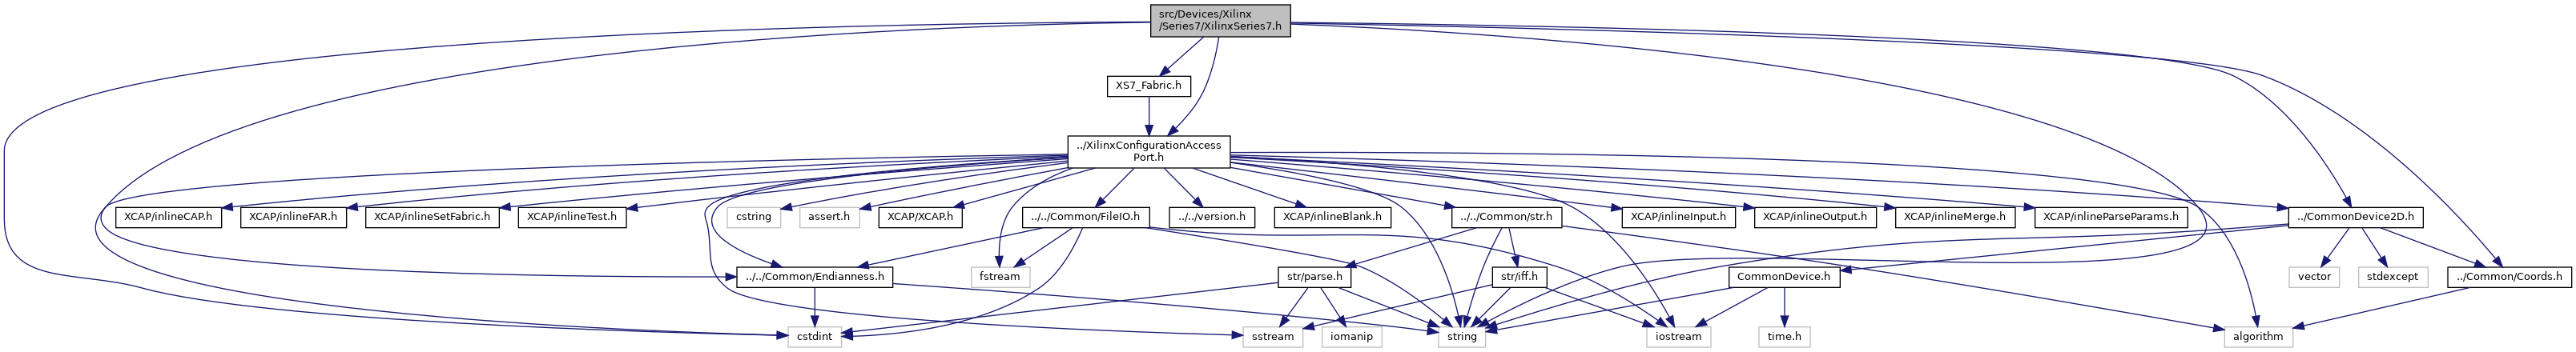 src/Devices/Xilinx
/Series7/XilinxSeries7.h
XS7_Fabric.h
../XilinxConfigurationAccess
Port.h
XCAP/inlineCAP.h
XCAP/inlineFAR.h
XCAP/inlineSetFabric.h
XCAP/inlineTest.h
cstring
assert.h
XCAP/XCAP.h
../../Common/FileIO.h
../../version.h
XCAP/inlineBlank.h
../../Common/str.h
XCAP/inlineInput.h
XCAP/inlineOutput.h
XCAP/inlineMerge.h
XCAP/inlineParseParams.h
../CommonDevice2D.h
../../Common/Endianness.h
fstream
str/parse.h
str/iff.h
CommonDevice.h
vector
stdexcept
../Common/Coords.h
cstdint
sstream
iomanip
string
iostream
time.h
algorithm